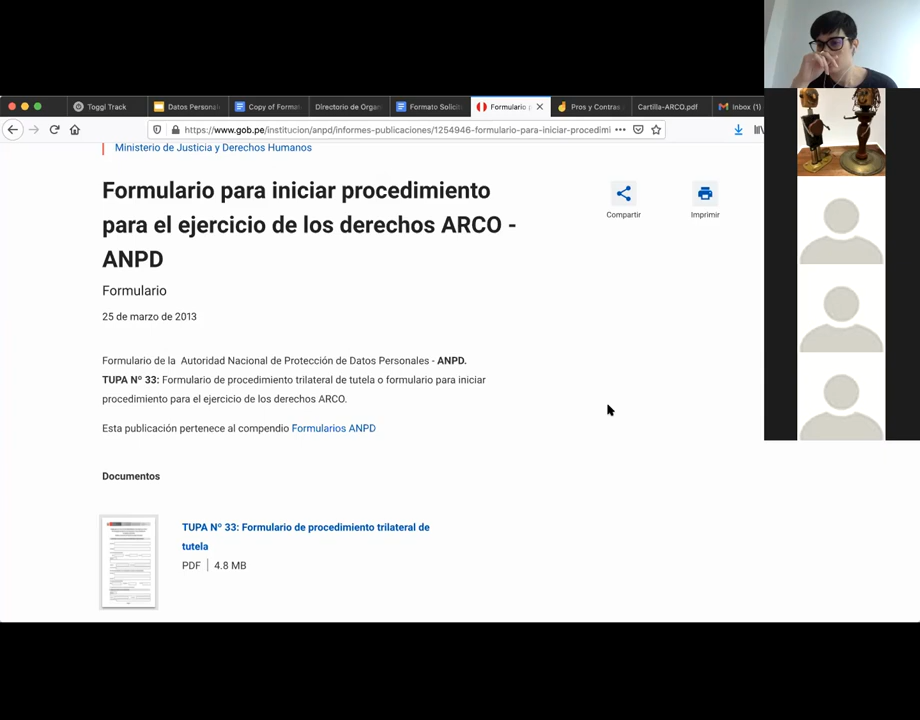 Toggl Track
Datos Persona
Copy of Format
Directorio de Organ
Formato Solicit
Formulario p
Pros y Contras
Cartilla-ARCO.pdf
Inbox (1)
https://www.gob.pe/institucion/anpd/informes-publicaciones/1254946-formulario-para-iniciar-procedimi
Ministerio de Justicia y Derechos Humanos
Formulario para iniciar procedimiento
para el ejercicio de los derechos ARCO -
ANPD
Compartir
Imprimir
Formulario
25 de marzo de 2013
Formulario de la Autoridad Nacional de Protección de Datos Personales - ANPD.
TUPA Nº 33: Formulario de procedimiento trilateral de tutela o formulario para iniciar
procedimiento para el ejercicio de los derechos ARCO.
Esta publicación pertenece al compendio Formularios ANPD
Documentos
TUPA Nº 33: Formulario de procedimiento trilateral de
tutela
PDF | 4.8 MB